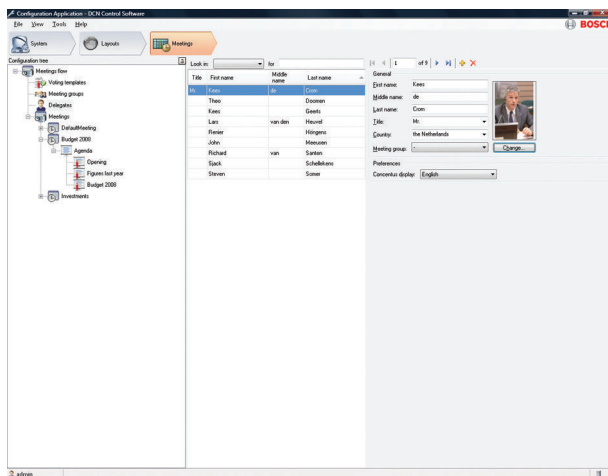 Configuration Application - DCN Control Software
File View Tools Help
BOSCH
System Layouts Meetings
Configuration tree
Meetings flow
Voting templates
Meeting groups
Delegates
Meetings
DefaultMeeting
Budget 2008
Agenda
Opening
Figures last year
Budget 2008
Investments
Look in: for
Title First name Middle name Last name
Mr. Kees de Crom
Theo Dooman
Kees Geerts
Lars van den Heuvel
Renier Höngens
John Meeusen
Richard van Santen
Sjack Schellekens
Steven Somer
1 of 9
General
First name: Kees
Middle name: de
Last name: Crom
Title: Mr.
Country: the Netherlands
Meeting group: -
Change...
Preferences
Concentus display: English
admin